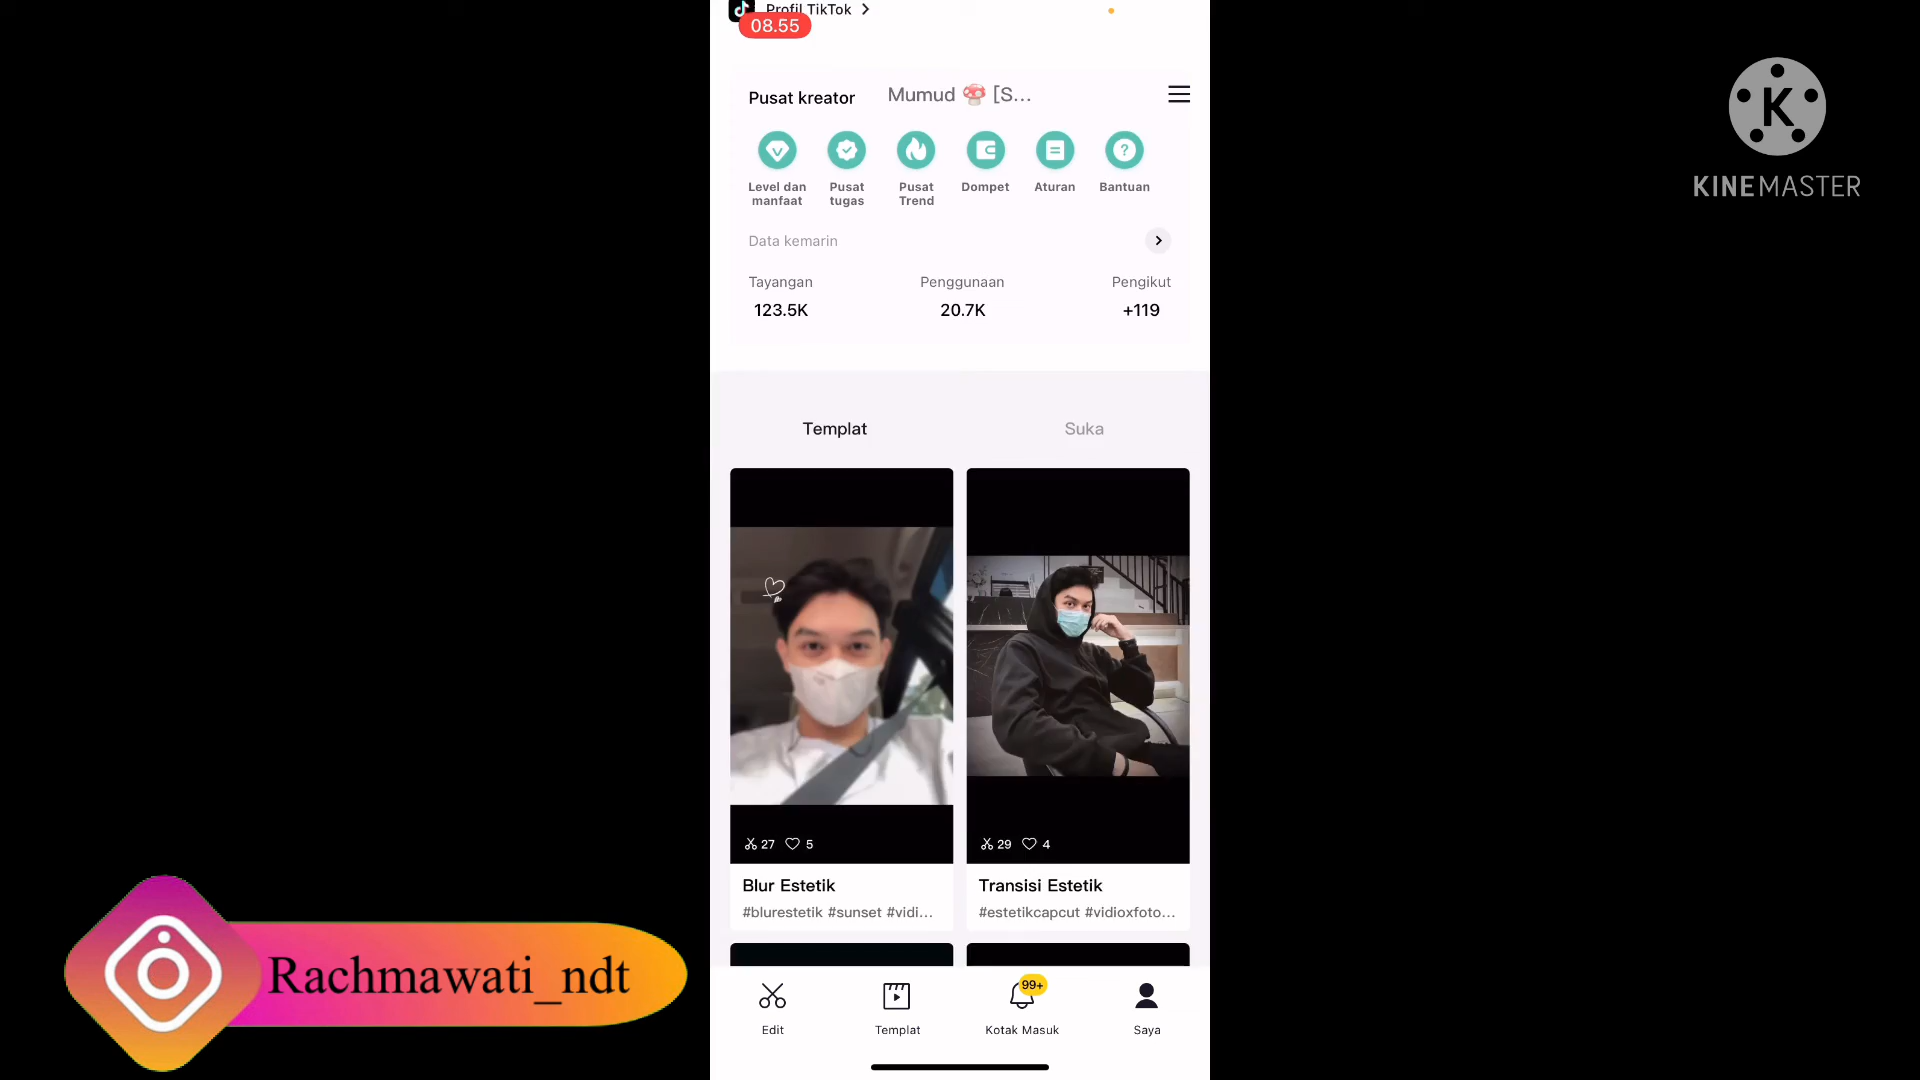 Profil TikTok
08.55
Pusat kreator
Mumud 🍄 [S...
Level dan
manfaat
Pusat
tugas
Pusat
Trend
Dompet
Aturan
Bantuan
Data kemarin
Tayangan
Penggunaan
Pengikut
123.5K
20.7K
+119
Templat
Suka
27
5
29
4
Blur Estetik
Transisi Estetik
#blurestetik #sunset #vidi...
#estetikcapcut #vidioxfoto...
99+
Edit
Templat
Kotak Masuk
Saya
K
KINEMASTER
Rachmawati_ndt